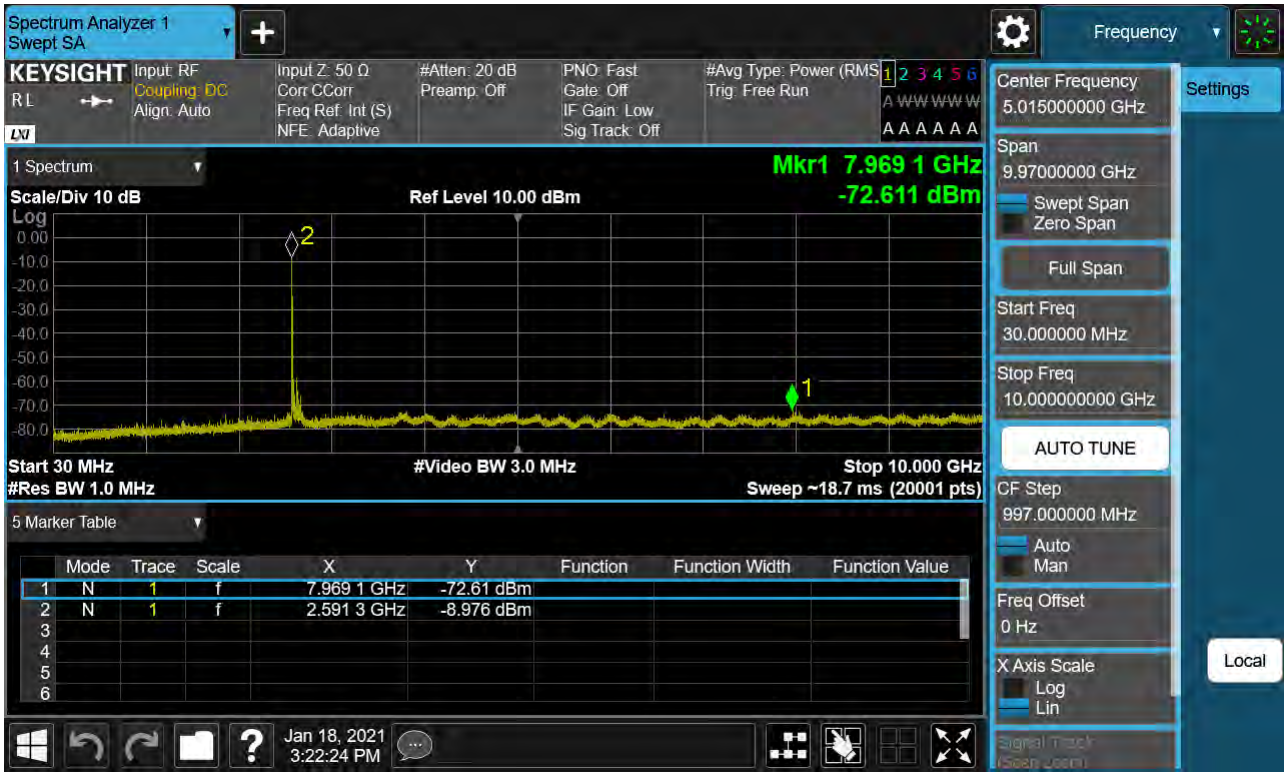 Spectrum Analyzer 1
Swept SA
Frequency
KEYSIGHT
RL
LXI
Input: RF
Coupling: DC
Align: Auto
Input Z: 50 Ω
Corr CCorr
Freq Ref: Int (S)
NFE: Adaptive
#Atten: 20 dB
Preamp: Off
PNO: Fast
Gate: Off
IF Gain: Low
Sig Track: Off
#Avg Type: Power (RMS
Trig: Free Run
1 2 3 4 5 6
A W W W W W
A A A A A A
1 Spectrum
Mkr1 7.969 1 GHz
-72.611 dBm
Scale/Div 10 dB
Ref Level 10.00 dBm
Log
0.00
-10.0
-20.0
-30.0
-40.0
-50.0
-60.0
-70.0
-80.0
2
1
Start 30 MHz
#Video BW 3.0 MHz
Stop 10.000 GHz
#Res BW 1.0 MHz
Sweep ~18.7 ms (20001 pts)
5 Marker Table
Mode Trace Scale X Y Function Function Width Function Value
1 N 1 f 7.969 1 GHz -72.61 dBm
2 N 1 f 2.591 3 GHz -8.976 dBm
3
4
5
6
Jan 18, 2021
3:22:24 PM
Center Frequency
5.015000000 GHz
Settings
Span
9.97000000 GHz
Swept Span
Zero Span
Full Span
Start Freq
30.000000 MHz
Stop Freq
10.000000000 GHz
AUTO TUNE
CF Step
997.000000 MHz
Auto
Man
Freq Offset
0 Hz
X Axis Scale
Log
Lin
Local
Signal Track
(Span Zoom)